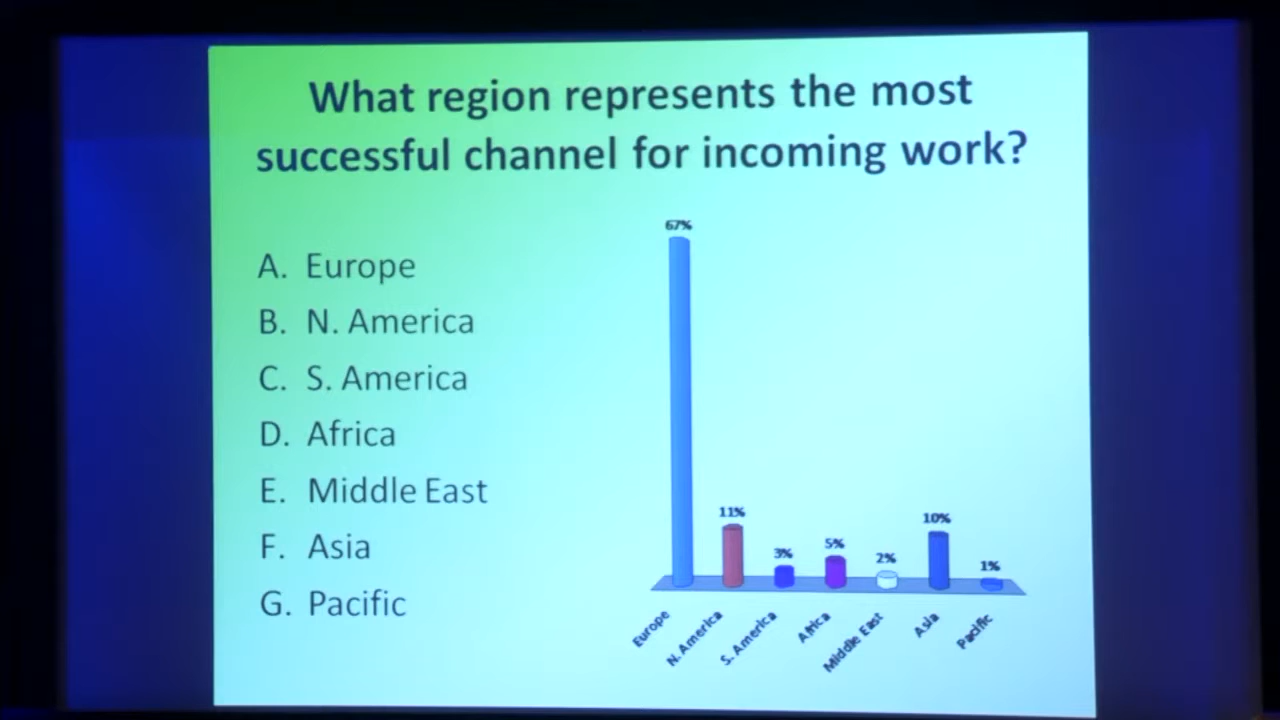 What region represents the most
successful channel for incoming work?
A. Europe
B. N. America
C. S. America
D. Africa
E. Middle East
F. Asia
G. Pacific
67%
11%
3%
5%
2%
10%
1%
Europe
N. America
S. America
Africa
Middle East
Asia
Pacific